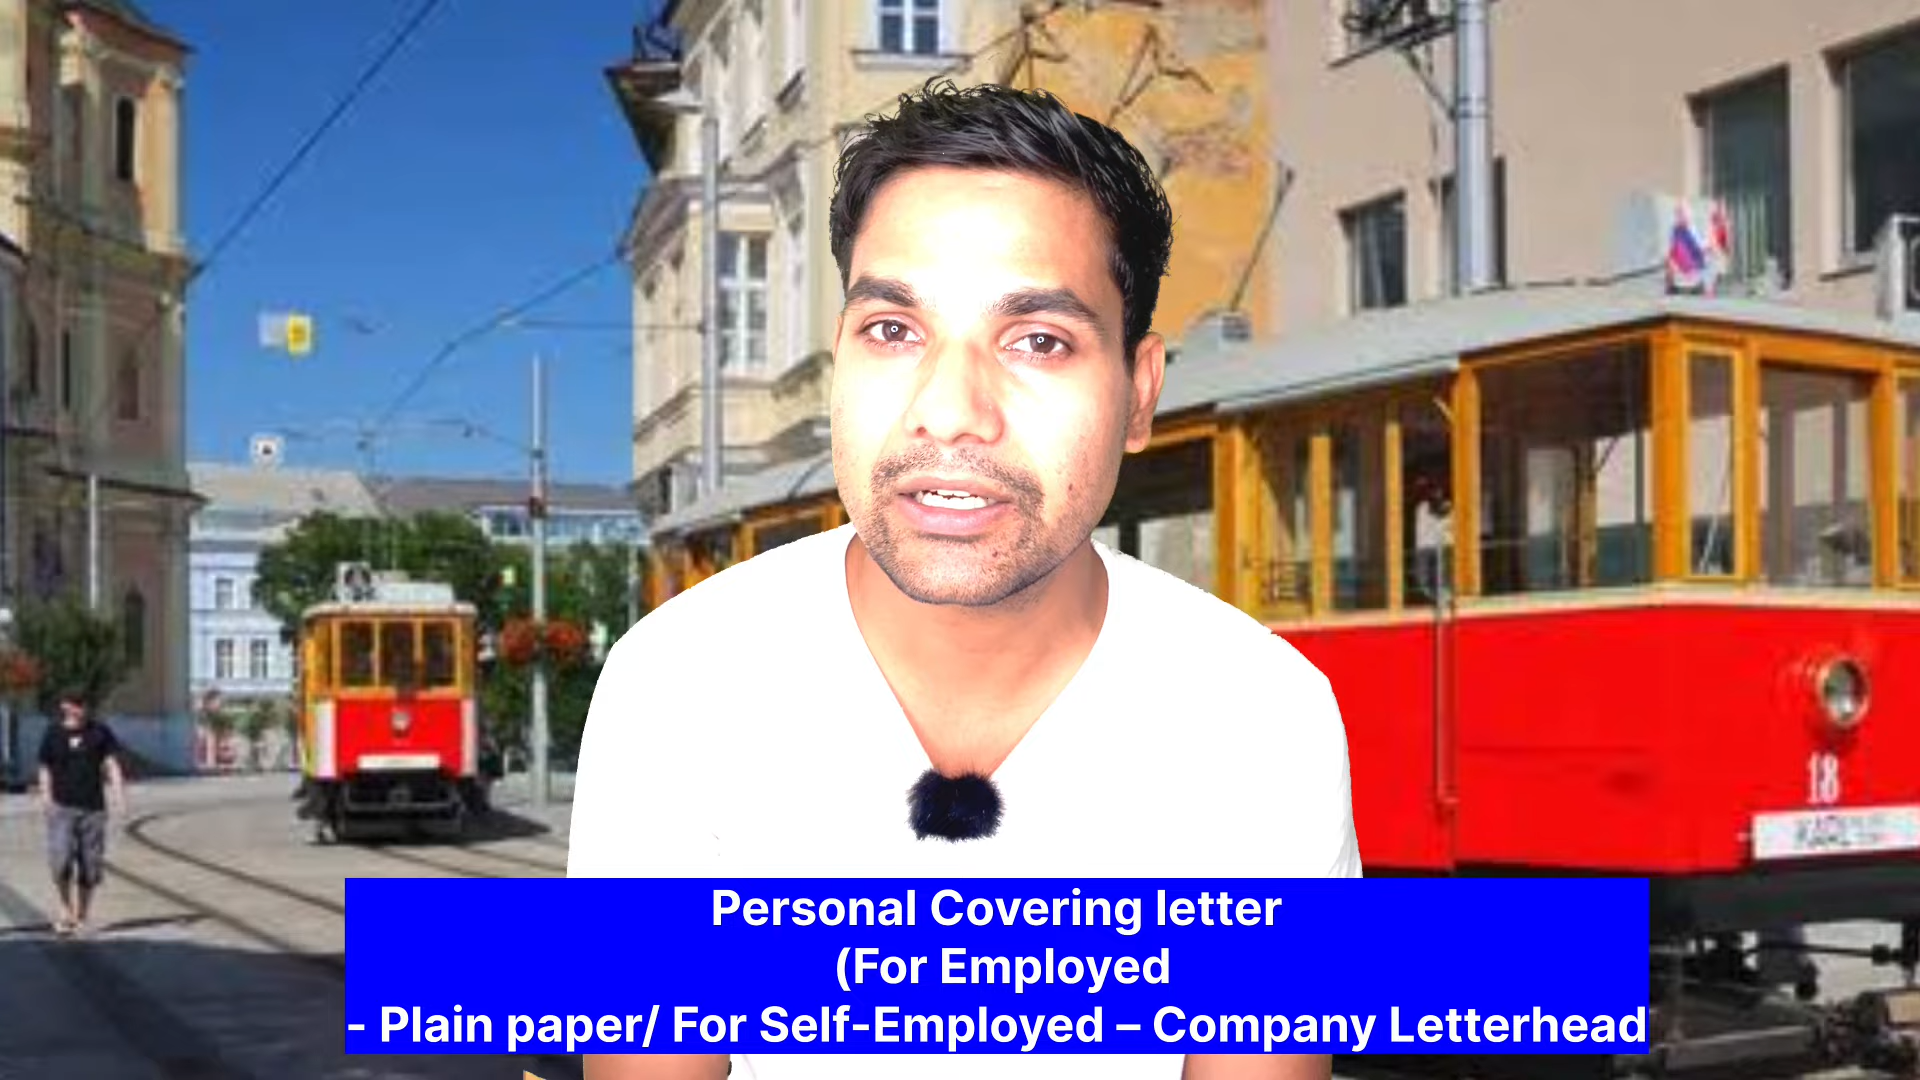 18
Personal Covering letter
(For Employed
- Plain paper/ For Self-Employed – Company Letterhead